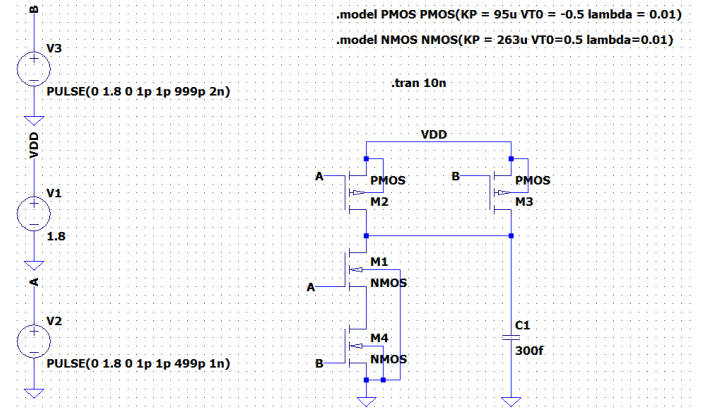 B
.model PMOS PMOS(KP = 95u VT0 = -0.5 lambda = 0.01)
.model NMOS NMOS(KP = 263u VT0=0.5 lambda=0.01)
V3
PULSE(0 1.8 0 1p 1p 999p 2n)
.tran 10n
VDD
VDD
V1
1.8
A
PMOS
M2
B
PMOS
M3
A
M1
NMOS
A
V2
PULSE(0 1.8 0 1p 1p 499p 1n)
M4
NMOS
B
C1
300f